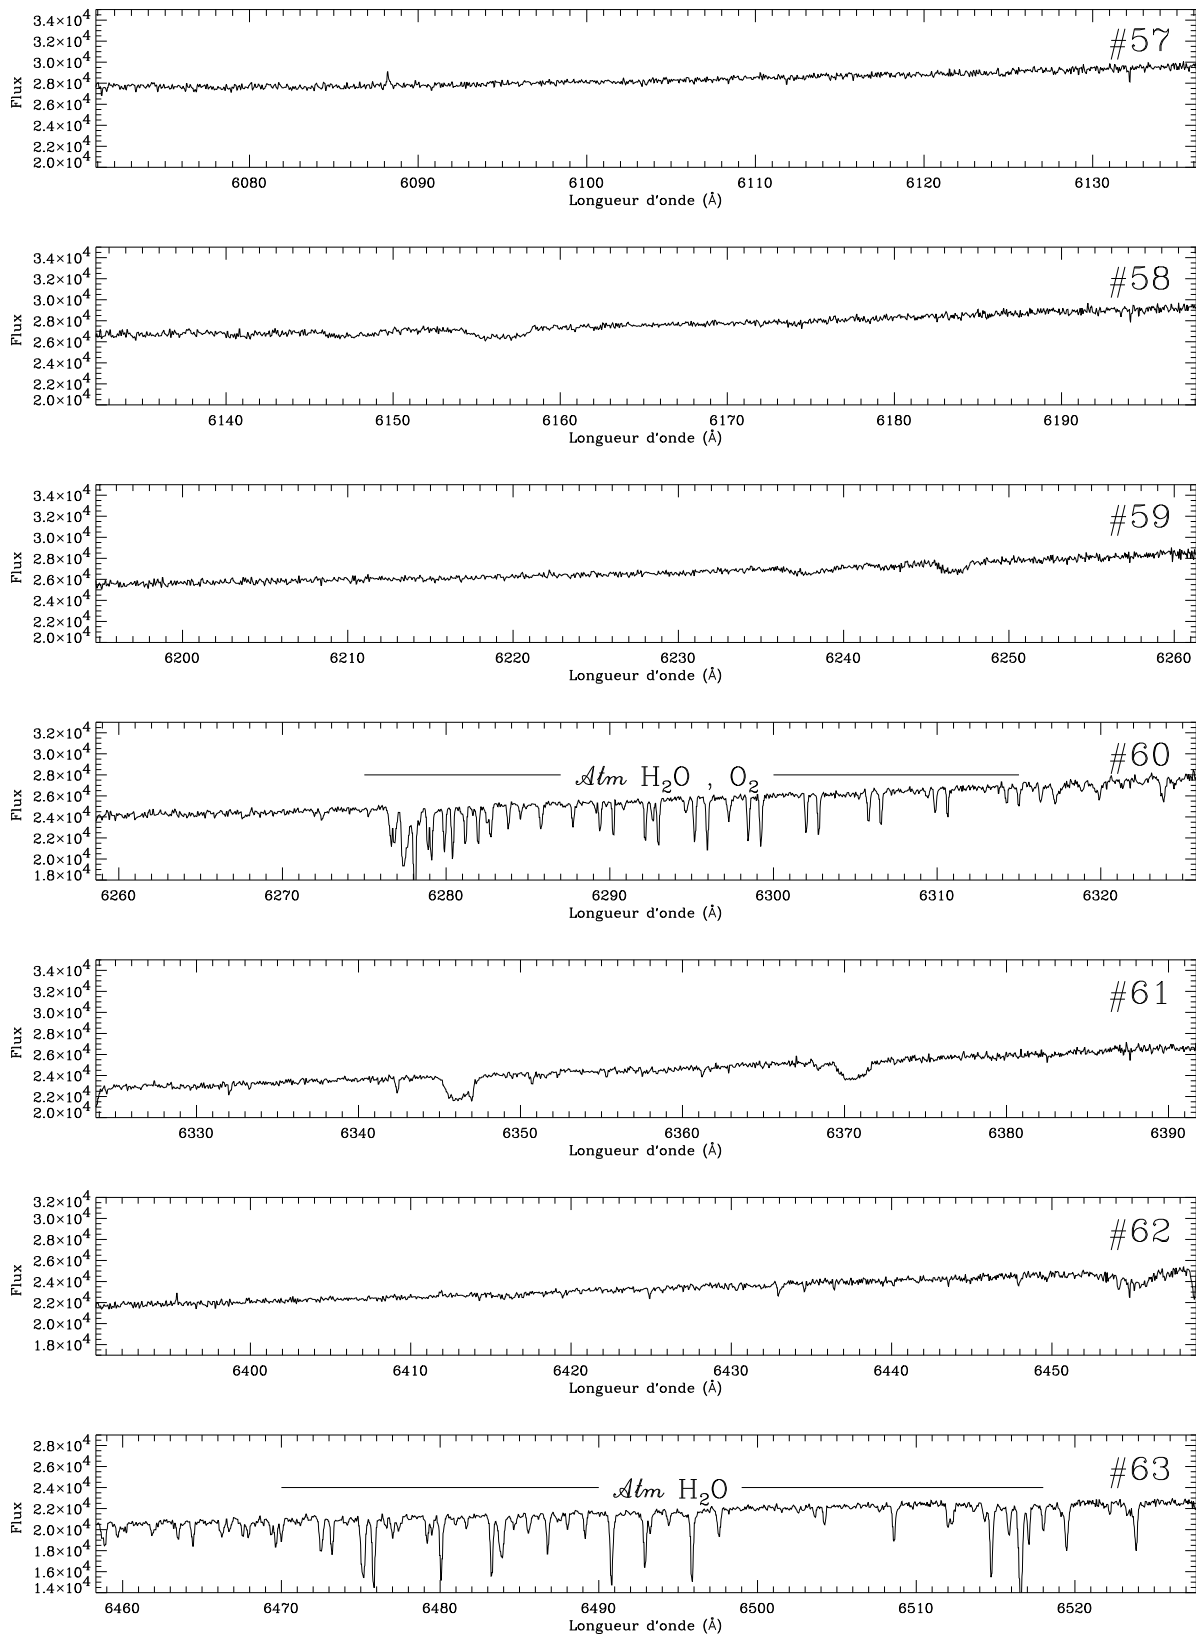 3.4×10⁴
3.2×10⁴
3.0×10⁴
2.8×10⁴
2.6×10⁴
2.4×10⁴
2.2×10⁴
2.0×10⁴
Flux
#57
6080 6090 6100 6110 6120 6130
Longueur d'onde (Å)
3.4×10⁴
3.2×10⁴
3.0×10⁴
2.8×10⁴
2.6×10⁴
2.4×10⁴
2.2×10⁴
2.0×10⁴
Flux
#58
6140 6150 6160 6170 6180 6190
Longueur d'onde (Å)
3.4×10⁴
3.2×10⁴
3.0×10⁴
2.8×10⁴
2.6×10⁴
2.4×10⁴
2.2×10⁴
2.0×10⁴
Flux
#59
6200 6210 6220 6230 6240 6250 6260
Longueur d'onde (Å)
3.2×10⁴
3.0×10⁴
2.8×10⁴
2.6×10⁴
2.4×10⁴
2.2×10⁴
2.0×10⁴
1.8×10⁴
Flux
Atm H₂O , O₂
#60
6260 6270 6280 6290 6300 6310 6320
Longueur d'onde (Å)
3.4×10⁴
3.2×10⁴
3.0×10⁴
2.8×10⁴
2.6×10⁴
2.4×10⁴
2.2×10⁴
2.0×10⁴
Flux
#61
6330 6340 6350 6360 6370 6380 6390
Longueur d'onde (Å)
3.2×10⁴
3.0×10⁴
2.8×10⁴
2.6×10⁴
2.4×10⁴
2.2×10⁴
2.0×10⁴
1.8×10⁴
Flux
#62
6400 6410 6420 6430 6440 6450
Longueur d'onde (Å)
2.8×10⁴
2.6×10⁴
2.4×10⁴
2.2×10⁴
2.0×10⁴
1.8×10⁴
1.6×10⁴
1.4×10⁴
Flux
Atm H₂O
#63
6460 6470 6480 6490 6500 6510 6520
Longueur d'onde (Å)